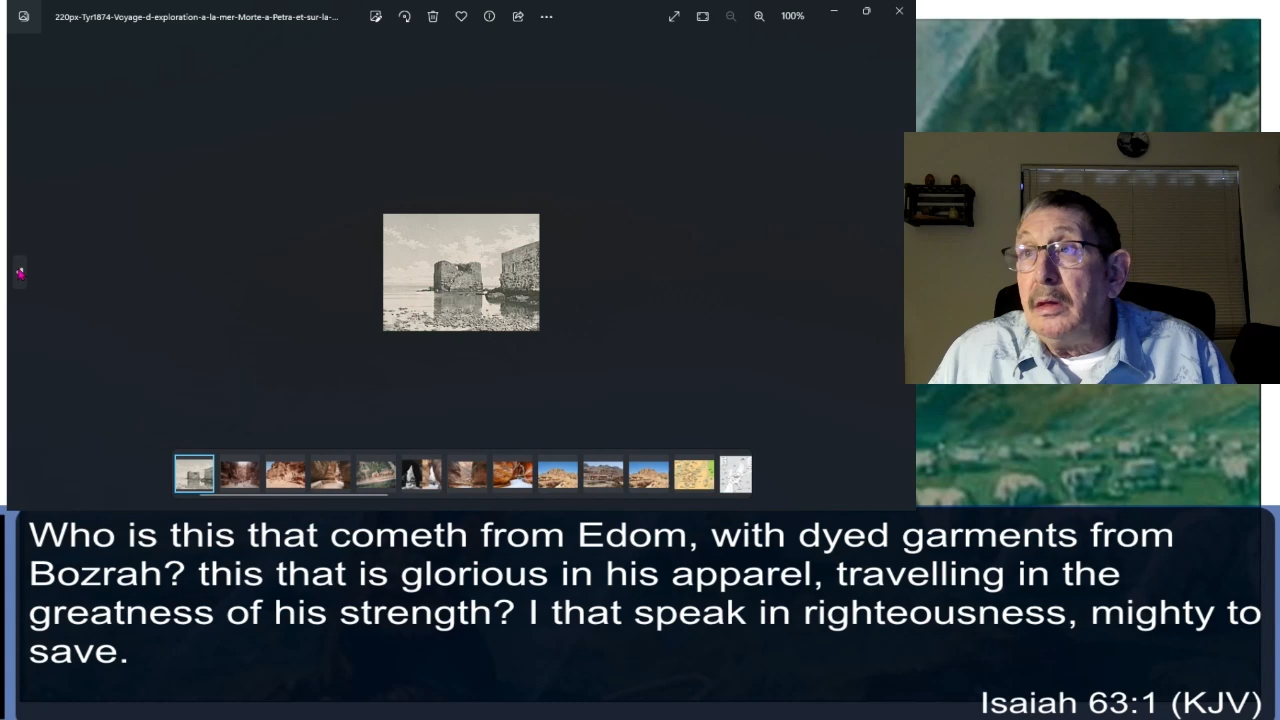 220px-Tyr1874-Voyage-d-exploration-a-la-mer-Morte-a-Petra-et-sur-la-...
100%
Who is this that cometh from Edom, with dyed garments from
Bozrah? this that is glorious in his apparel, travelling in the
greatness of his strength? I that speak in righteousness, mighty to
save.
Isaiah 63:1 (KJV)